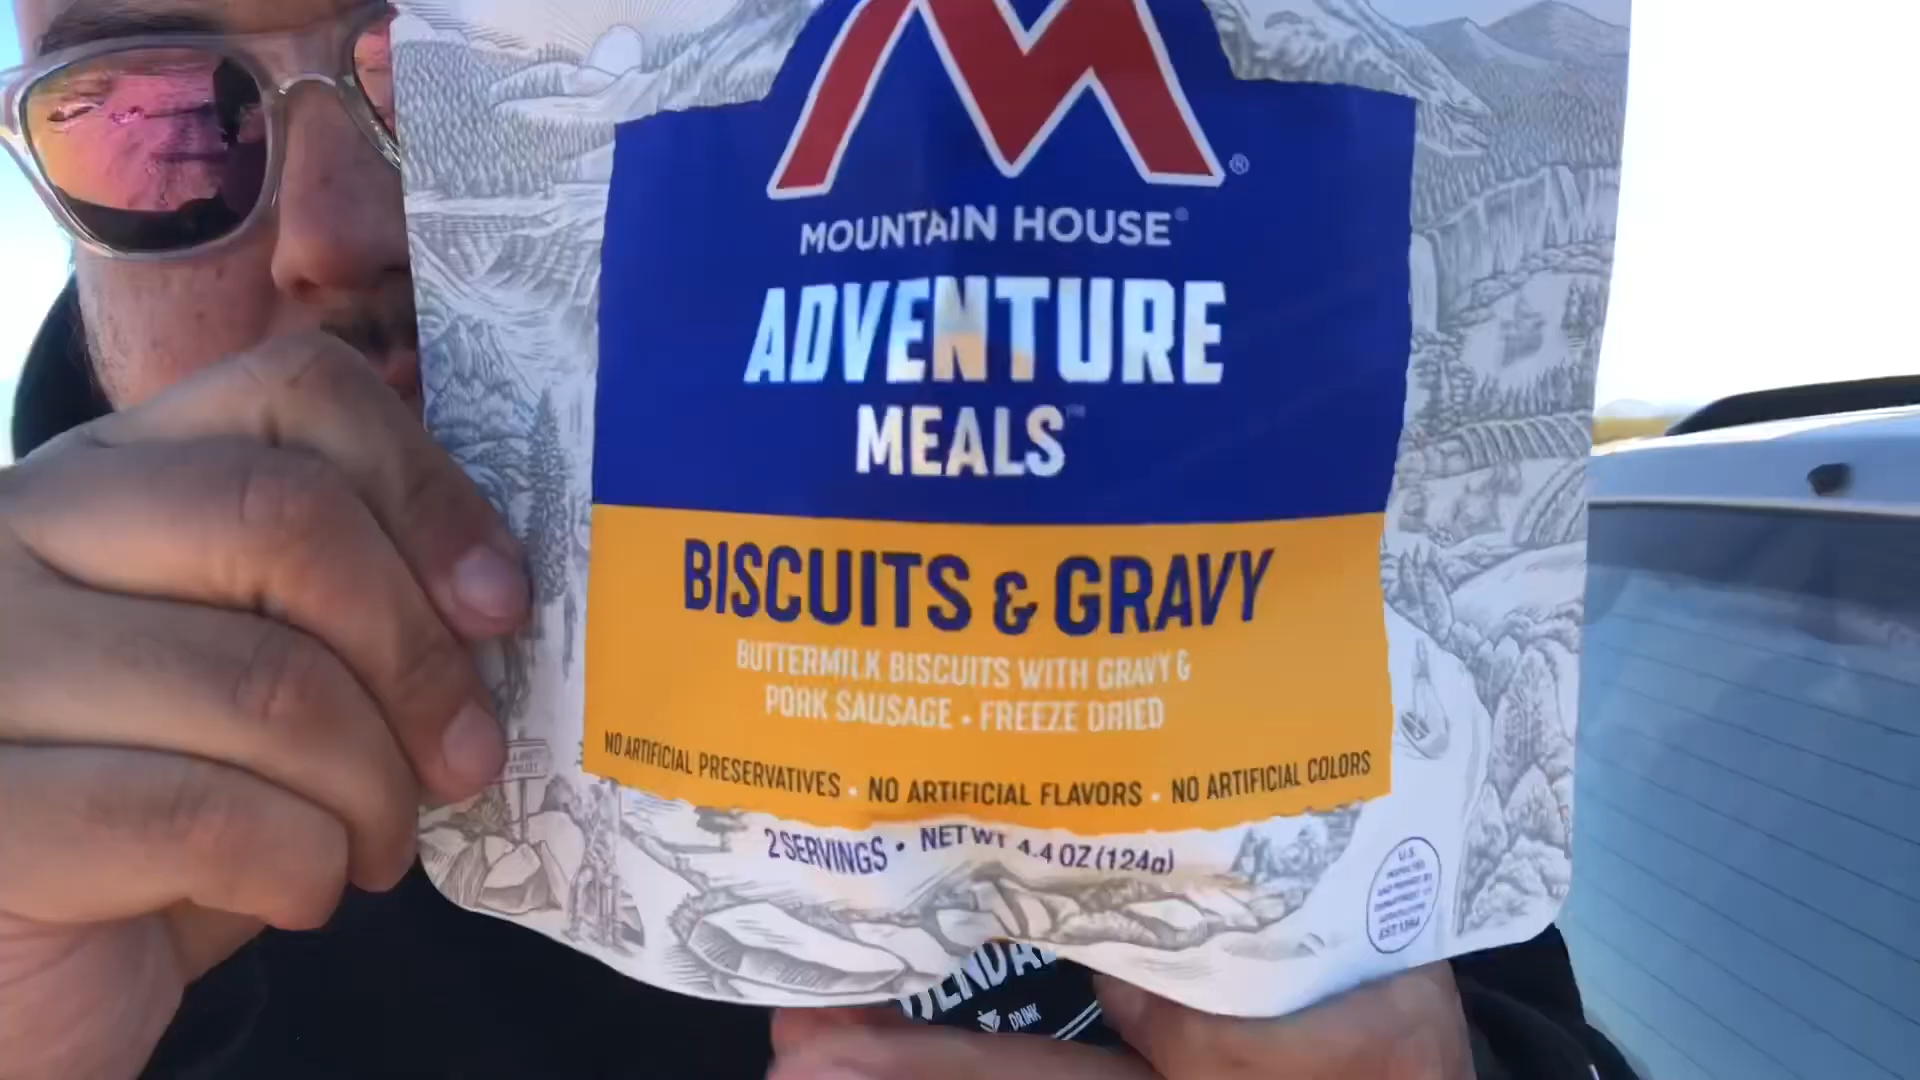 M®
MOUNTAIN HOUSE®
ADVENTURE
MEALS™
BISCUITS & GRAVY
BUTTERMILK BISCUITS WITH GRAVY &
PORK SAUSAGE • FREEZE DRIED
NO ARTIFICIAL PRESERVATIVES • NO ARTIFICIAL FLAVORS • NO ARTIFICIAL COLORS
2 SERVINGS • NET WT 4.4 OZ (124g)
U.S.
DRINK